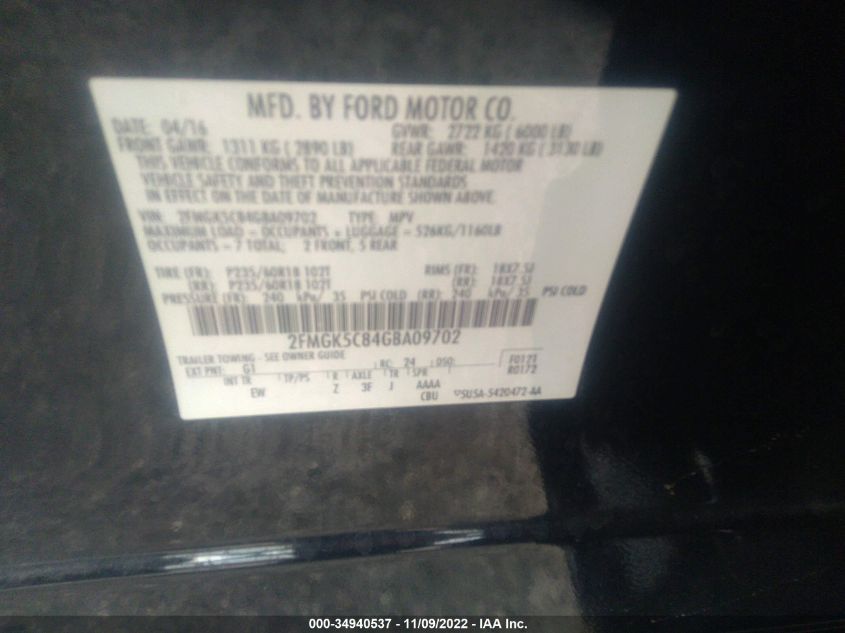 MFD. BY FORD MOTOR CO.
DATE: 04/16 GVWR: 2722 KG ( 6000 LB)
FRONT GAWR: 1311 KG ( 2890 LB) REAR GAWR: 1420 KG ( 3130 LB)
THIS VEHICLE CONFORMS TO ALL APPLICABLE FEDERAL MOTOR
VEHICLE SAFETY AND THEFT PREVENTION STANDARDS
IN EFFECT ON THE DATE OF MANUFACTURE SHOWN ABOVE.
VIN: 2FMGK5C84GBA09702 TYPE: MPV
MAXIMUM LOAD = OCCUPANTS + LUGGAGE = 526KG/1160LB
OCCUPANTS = 7 TOTAL; 2 FRONT, 5 REAR
TIRE (FR): P235/60R18 102T RIMS (FR): 18X7.5J
(RR): P235/60R18 102T (RR): 18X7.5J
PRESSURE (FR): 240 kPa/ 35 PSI COLD (RR): 240 kPa/ 35 PSI COLD
2FMGK5C84GBA09702
TRAILER TOWING - SEE OWNER GUIDE
EXT PNT: G1 RC: 24 DSO: F0121
R0172
INT TR TP/PS R AXLE TR SPR
EW Z 3F J AAAA
CBU 5USA-5420472-AA
000-34940537 - 11/09/2022 - IAA Inc.